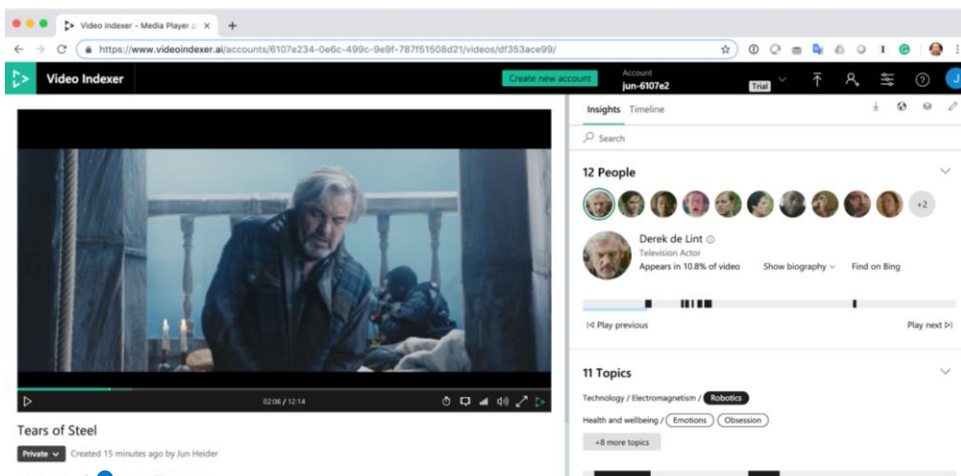 Video indexer - Media Player p
https://www.videoindexer.ai/accounts/6107e234-0e6c-499c-9e9f-787f51508d21/videos/df353ace99/
Video Indexer
Create new account
Account
jun-6107e2
Trial
J
Insights
Timeline
Search
12 People
+2
Derek de Lint
Television Actor
Appears in 10.8% of video
Show biography
Find on Bing
Play previous
Play next
11 Topics
Technology / Electromagnetism / Robotics
Health and wellbeing / Emotions Obsession
+8 more topics
02:06 / 12:14
Tears of Steel
Private Created 15 minutes ago by Jun Heider